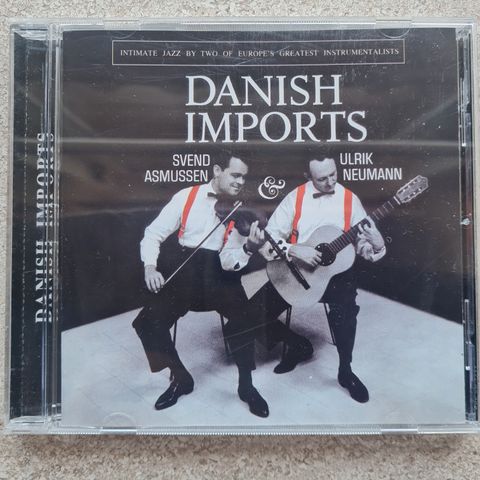 INTIMATE JAZZ BY TWO OF EUROPE'S GREATEST INSTRUMENTALISTS
DANISH
IMPORTS
SVEND
ASMUSSEN
&
ULRIK
NEUMANN
DANISH IMPORTS